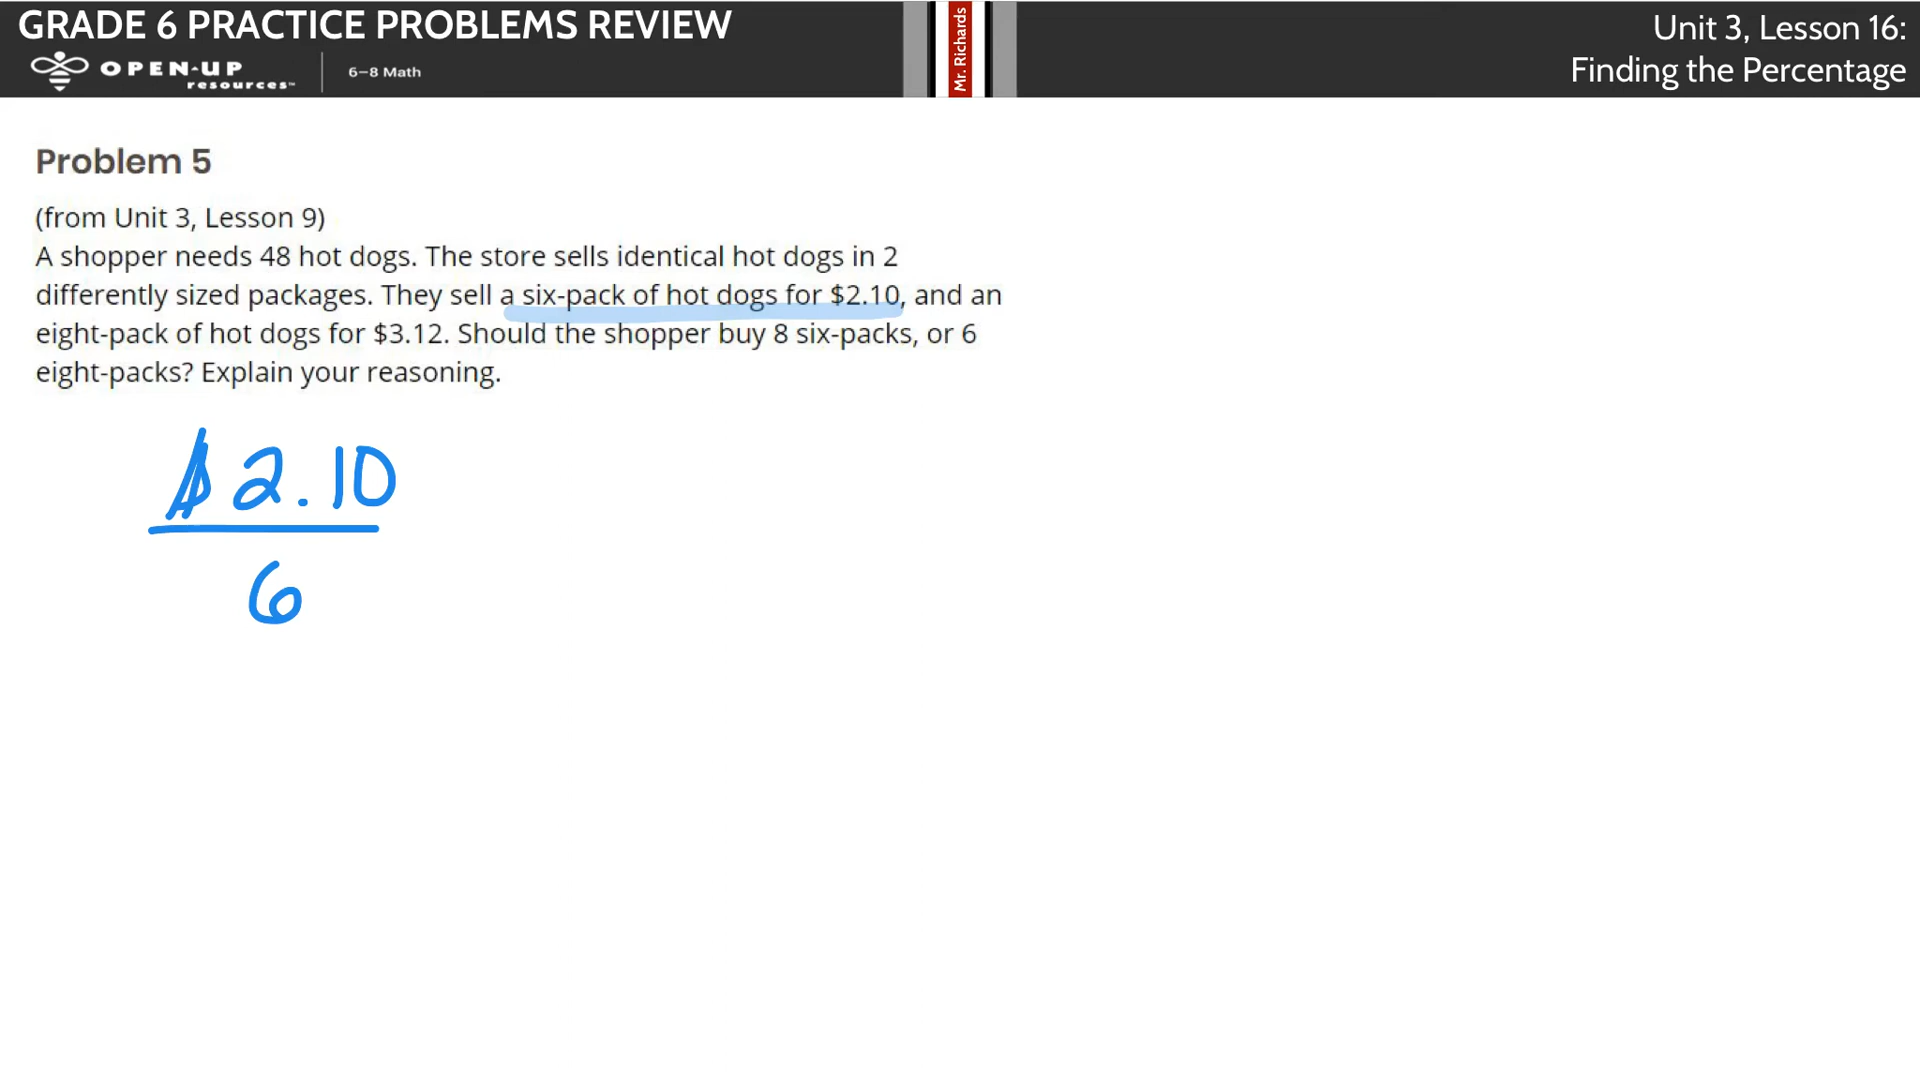 GRADE 6 PRACTICE PROBLEMS REVIEW
OPEN-UP
resources™
6–8 Math
Mr. Richards
Unit 3, Lesson 16:
Finding the Percentage
Problem 5
(from Unit 3, Lesson 9)
A shopper needs 48 hot dogs. The store sells identical hot dogs in 2
differently sized packages. They sell a six-pack of hot dogs for $2.10, and an
eight-pack of hot dogs for $3.12. Should the shopper buy 8 six-packs, or 6
eight-packs? Explain your reasoning.
$2.10
6